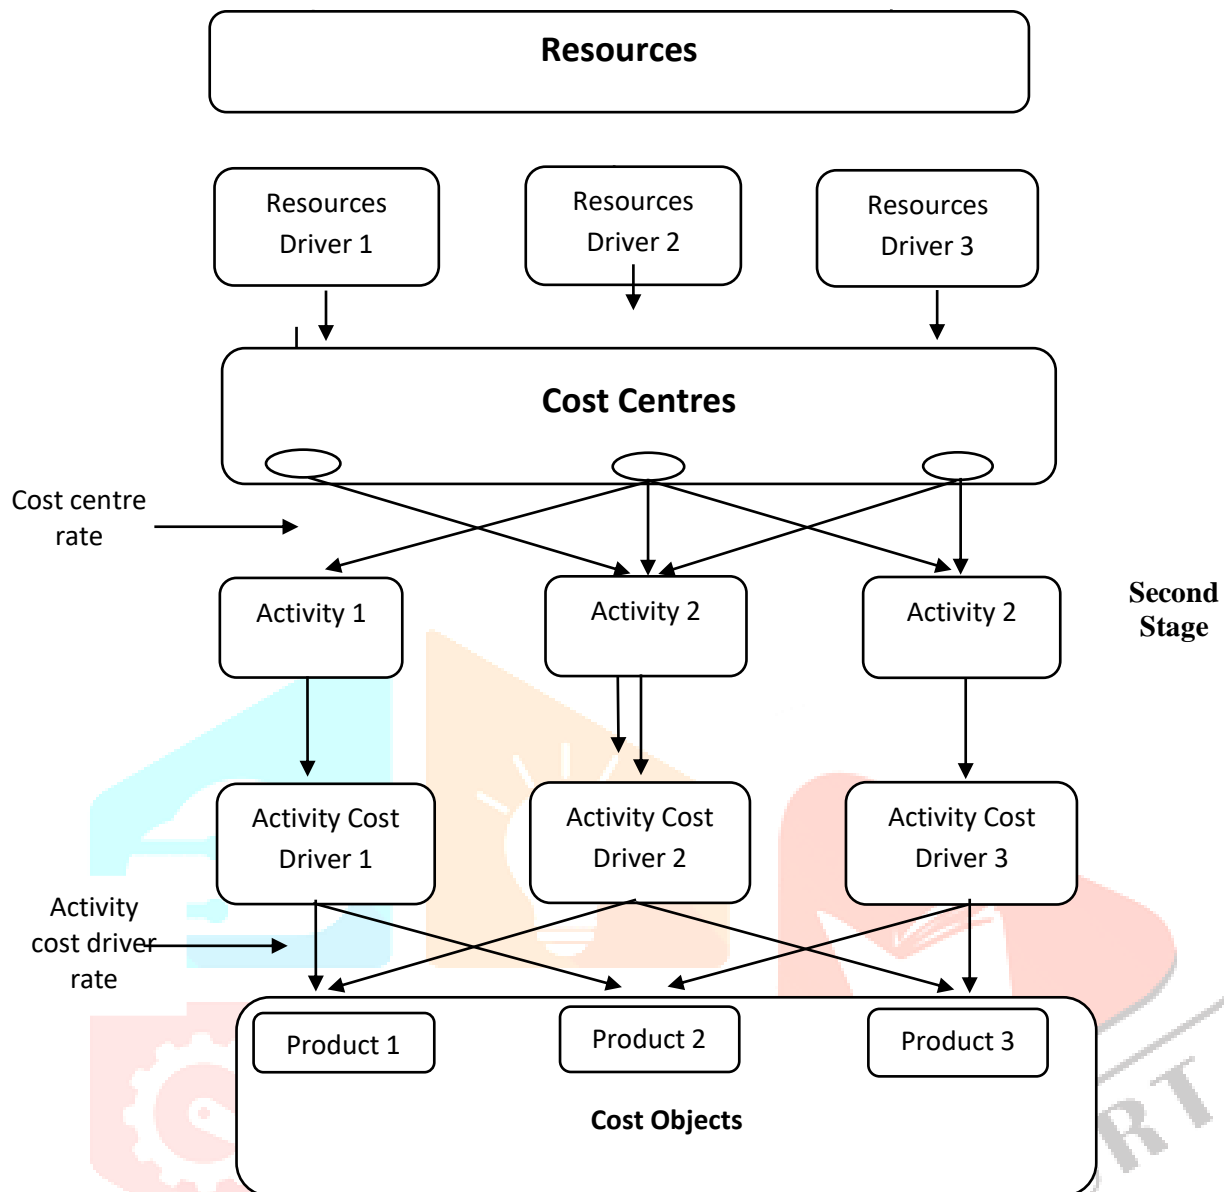 Resources
Resources
Driver 1
Resources
Driver 2
Resources
Driver 3
Cost Centres
Cost centre
rate
Activity 1
Activity 2
Activity 2
Second
Stage
Activity Cost
Driver 1
Activity Cost
Driver 2
Activity Cost
Driver 3
Activity
cost driver
rate
Product 1
Product 2
Product 3
Cost Objects
RT